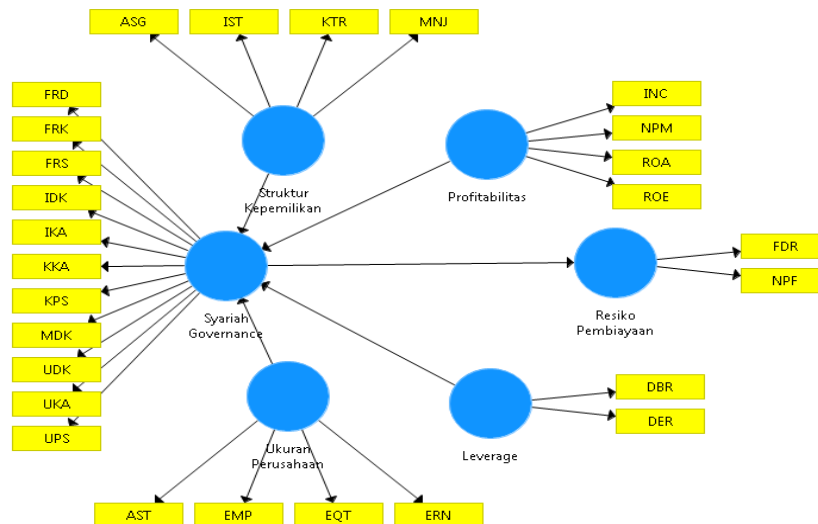 ASG
IST
KTR
MNJ
FRD
FRK
FRS
IDK
IKA
KKA
KPS
MDK
UDK
UKA
UPS
Struktur
Kepemilikan
Profitabilitas
INC
NPM
ROA
ROE
Syariah
Governance
Resiko
Pembiayaan
FDR
NPF
Ukuran
Perusahaan
Leverage
DBR
DER
AST
EMP
EQT
ERN